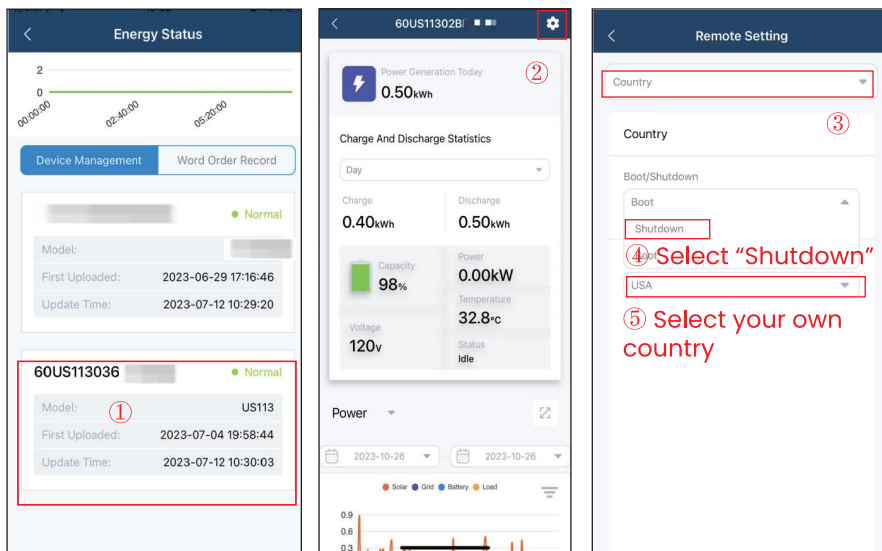 Energy Status
2
0
00:00:00
02:40:00
05:20:00
Device Management
Word Order Record
Normal
Model:
First Uploaded: 2023-06-29 17:16:46
Update Time: 2023-07-12 10:29:20
60US113036
Normal
Model: US113
①
First Uploaded: 2023-07-04 19:58:44
Update Time: 2023-07-12 10:30:03
60US11302B
②
Power Generation Today
0.50kWh
Charge And Discharge Statistics
Day
Charge
Discharge
0.40kWh
0.50kWh
Capacity
98%
Power
0.00kW
Temperature
32.8°C
Voltage
120V
Status
Idle
Power
2023-10-26
2023-10-26
Solar Grid Battery Load
0.9
0.6
0.3
Remote Setting
Country
③
Country
Boot/Shutdown
Boot
Shutdown
④ Select “Shutdown”
USA
⑤ Select your own
country